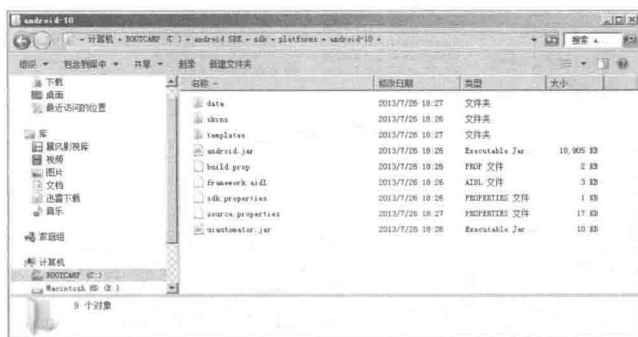 android-18
计算机 ▸ BOOTCAMP (C:) ▸ android SDK ▸ sdk ▸ platforms ▸ android-18 ▸
搜索 a
组织 ▼ 包含到库中 ▼ 共享 ▼ 刻录 新建文件夹
名称 修改日期 类型 大小
下载
桌面
最近访问的位置
库
暴风影视库
视频
图片
文档
迅雷下载
音乐
家庭组
计算机
BOOTCAMP (C:)
Macintosh HD (E:)
data 2013/7/26 18:27 文件夹
skins 2013/7/26 18:27 文件夹
templates 2013/7/26 18:27 文件夹
android.jar 2013/7/26 18:26 Executable Jar 18,905 KB
build.prop 2013/7/26 18:26 PROP 文件 2 KB
framework.aidl 2013/7/26 18:26 AIDL 文件 3 KB
sdk.properties 2013/7/26 18:26 PROPERTIES 文件 1 KB
source.properties 2013/7/26 18:27 PROPERTIES 文件 17 KB
uiautomator.jar 2013/7/26 18:26 Executable Jar 10 KB
9 个对象